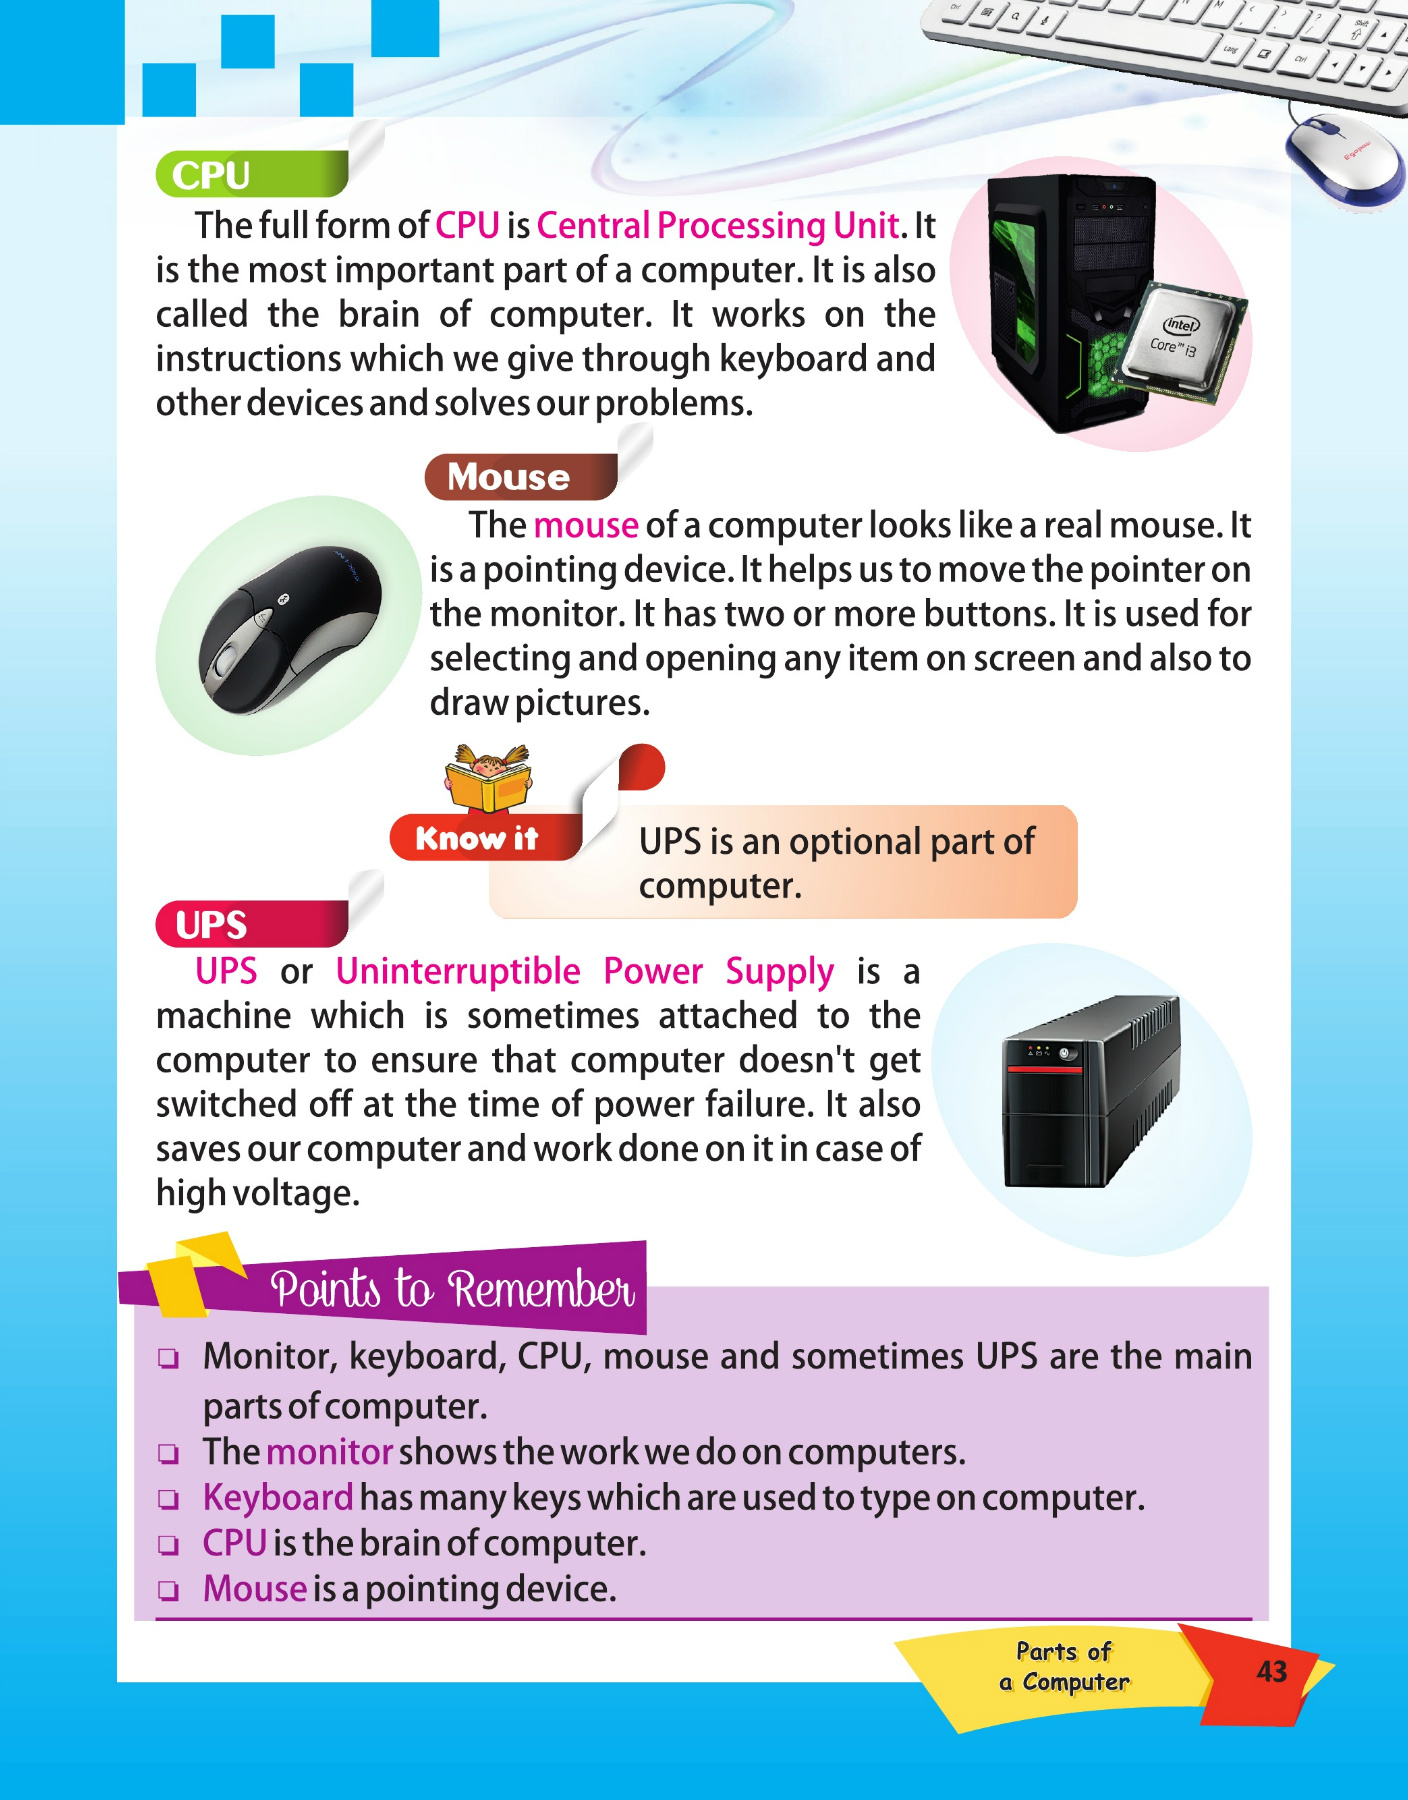 CPU
The full form of CPU is Central Processing Unit. It
is the most important part of a computer. It is also
called the brain of computer. It works on the
instructions which we give through keyboard and
other devices and solves our problems.
intel
Core™ i3
Mouse
The mouse of a computer looks like a real mouse. It
is a pointing device. It helps us to move the pointer on
the monitor. It has two or more buttons. It is used for
selecting and opening any item on screen and also to
draw pictures.
Know it
UPS is an optional part of
computer.
UPS
UPS or Uninterruptible Power Supply is a
machine which is sometimes attached to the
computer to ensure that computer doesn't get
switched off at the time of power failure. It also
saves our computer and work done on it in case of
high voltage.
Points to Remember
❏ Monitor, keyboard, CPU, mouse and sometimes UPS are the main
parts of computer.
❏ The monitor shows the work we do on computers.
❏ Keyboard has many keys which are used to type on computer.
❏ CPU is the brain of computer.
❏ Mouse is a pointing device.
Parts of
a Computer
43